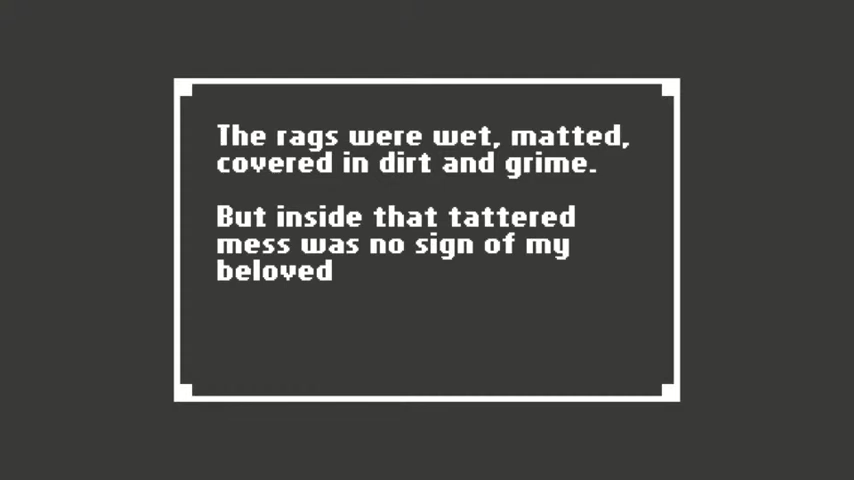 The rags were wet, matted,
covered in dirt and grime.
But inside that tattered
mess was no sign of my
beloved